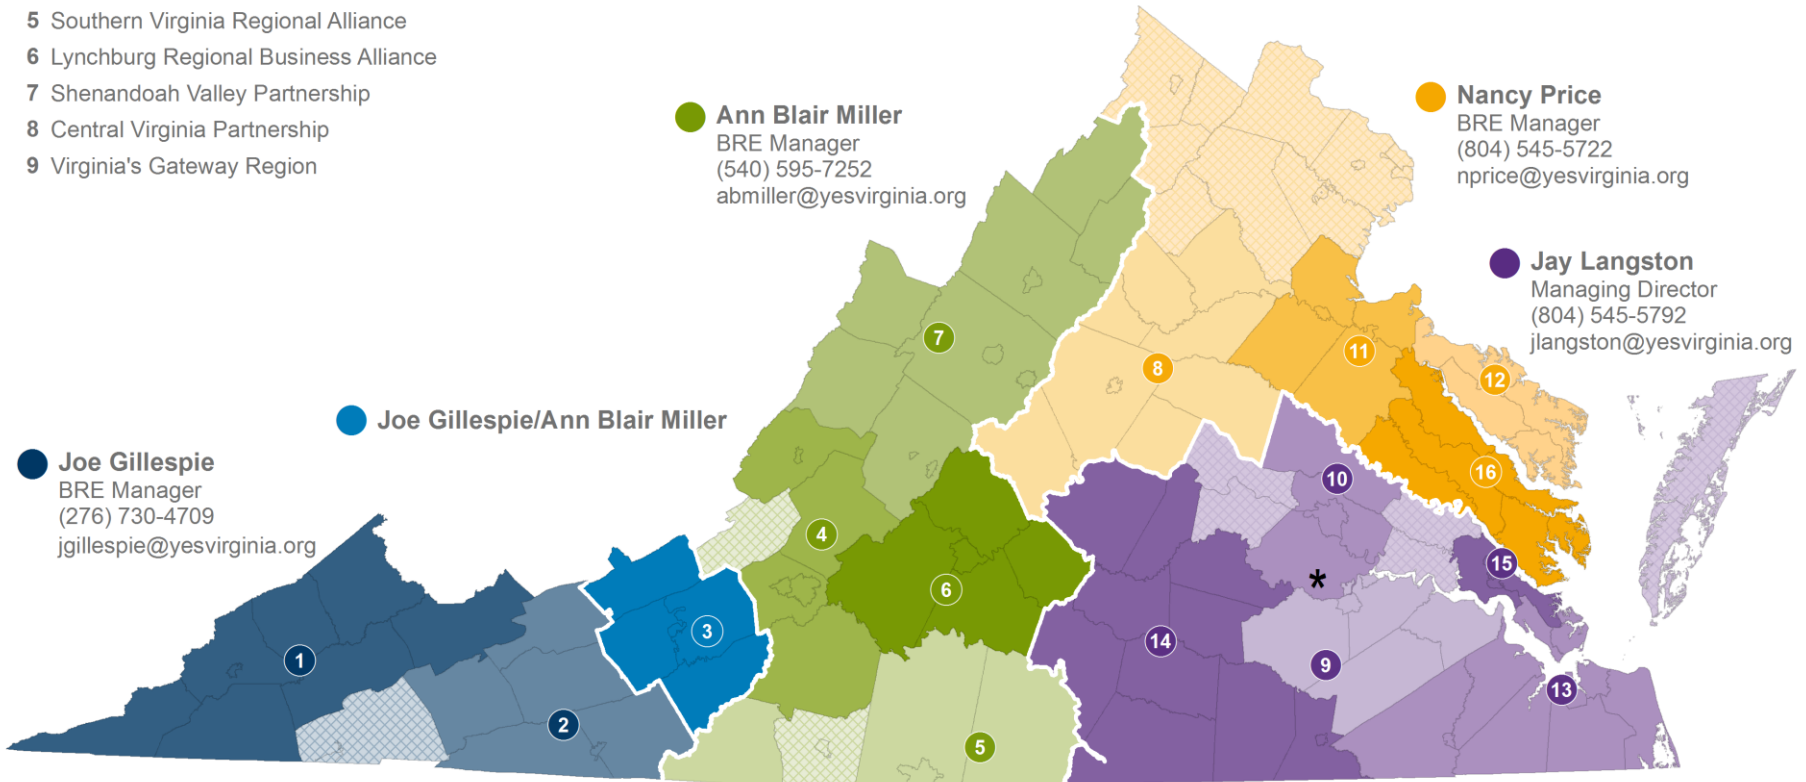 5 Southern Virginia Regional Alliance
6 Lynchburg Regional Business Alliance
7 Shenandoah Valley Partnership
8 Central Virginia Partnership
9 Virginia's Gateway Region
Ann Blair Miller
BRE Manager
(540) 595-7252
abmiller@yesvirginia.org
Nancy Price
BRE Manager
(804) 545-5722
nprice@yesvirginia.org
Jay Langston
Managing Director
(804) 545-5792
jlangston@yesvirginia.org
Joe Gillespie/Ann Blair Miller
Joe Gillespie
BRE Manager
(276) 730-4709
jgillespie@yesvirginia.org
7
8
11
12
16
10
4
15
6
*
3
14
1
9
13
2
5